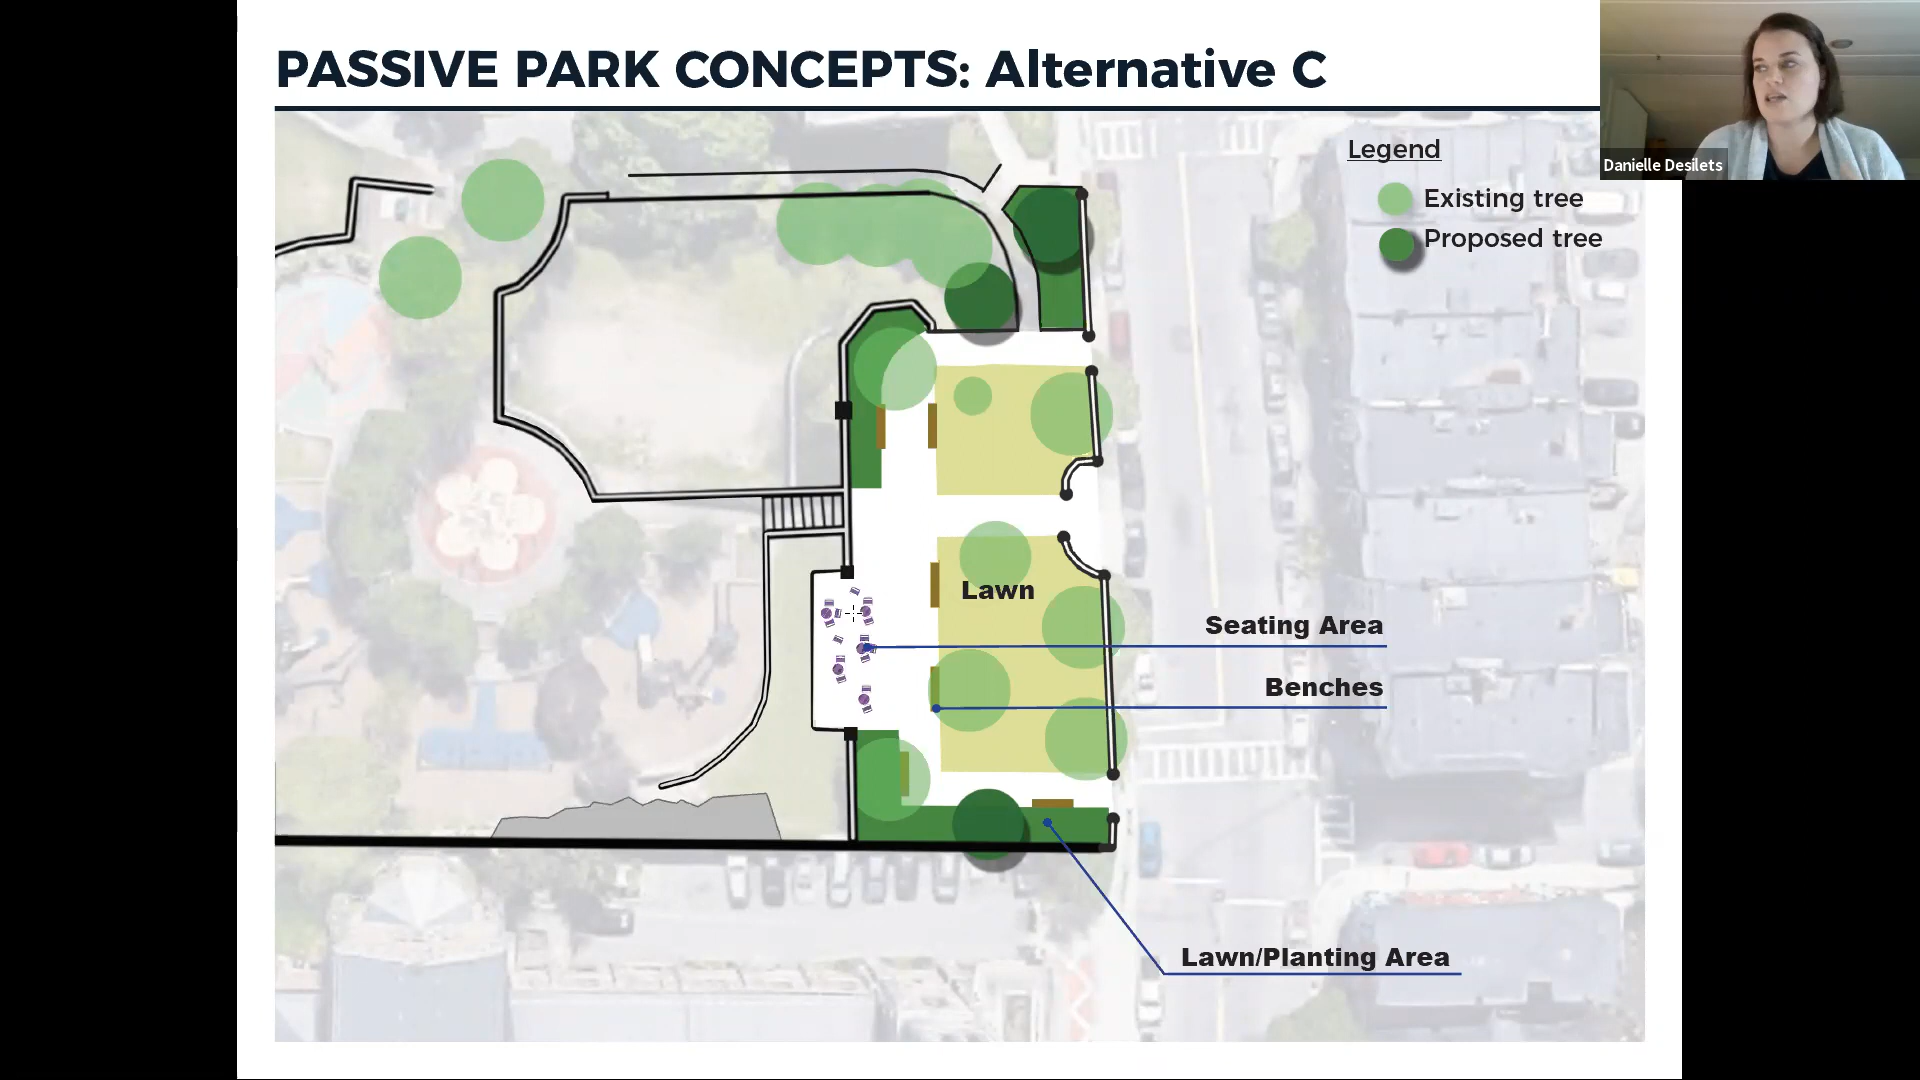 PASSIVE PARK CONCEPTS: Alternative C
Danielle Desilets
Legend
Existing tree
Proposed tree
Lawn
Seating Area
Benches
Lawn/Planting Area